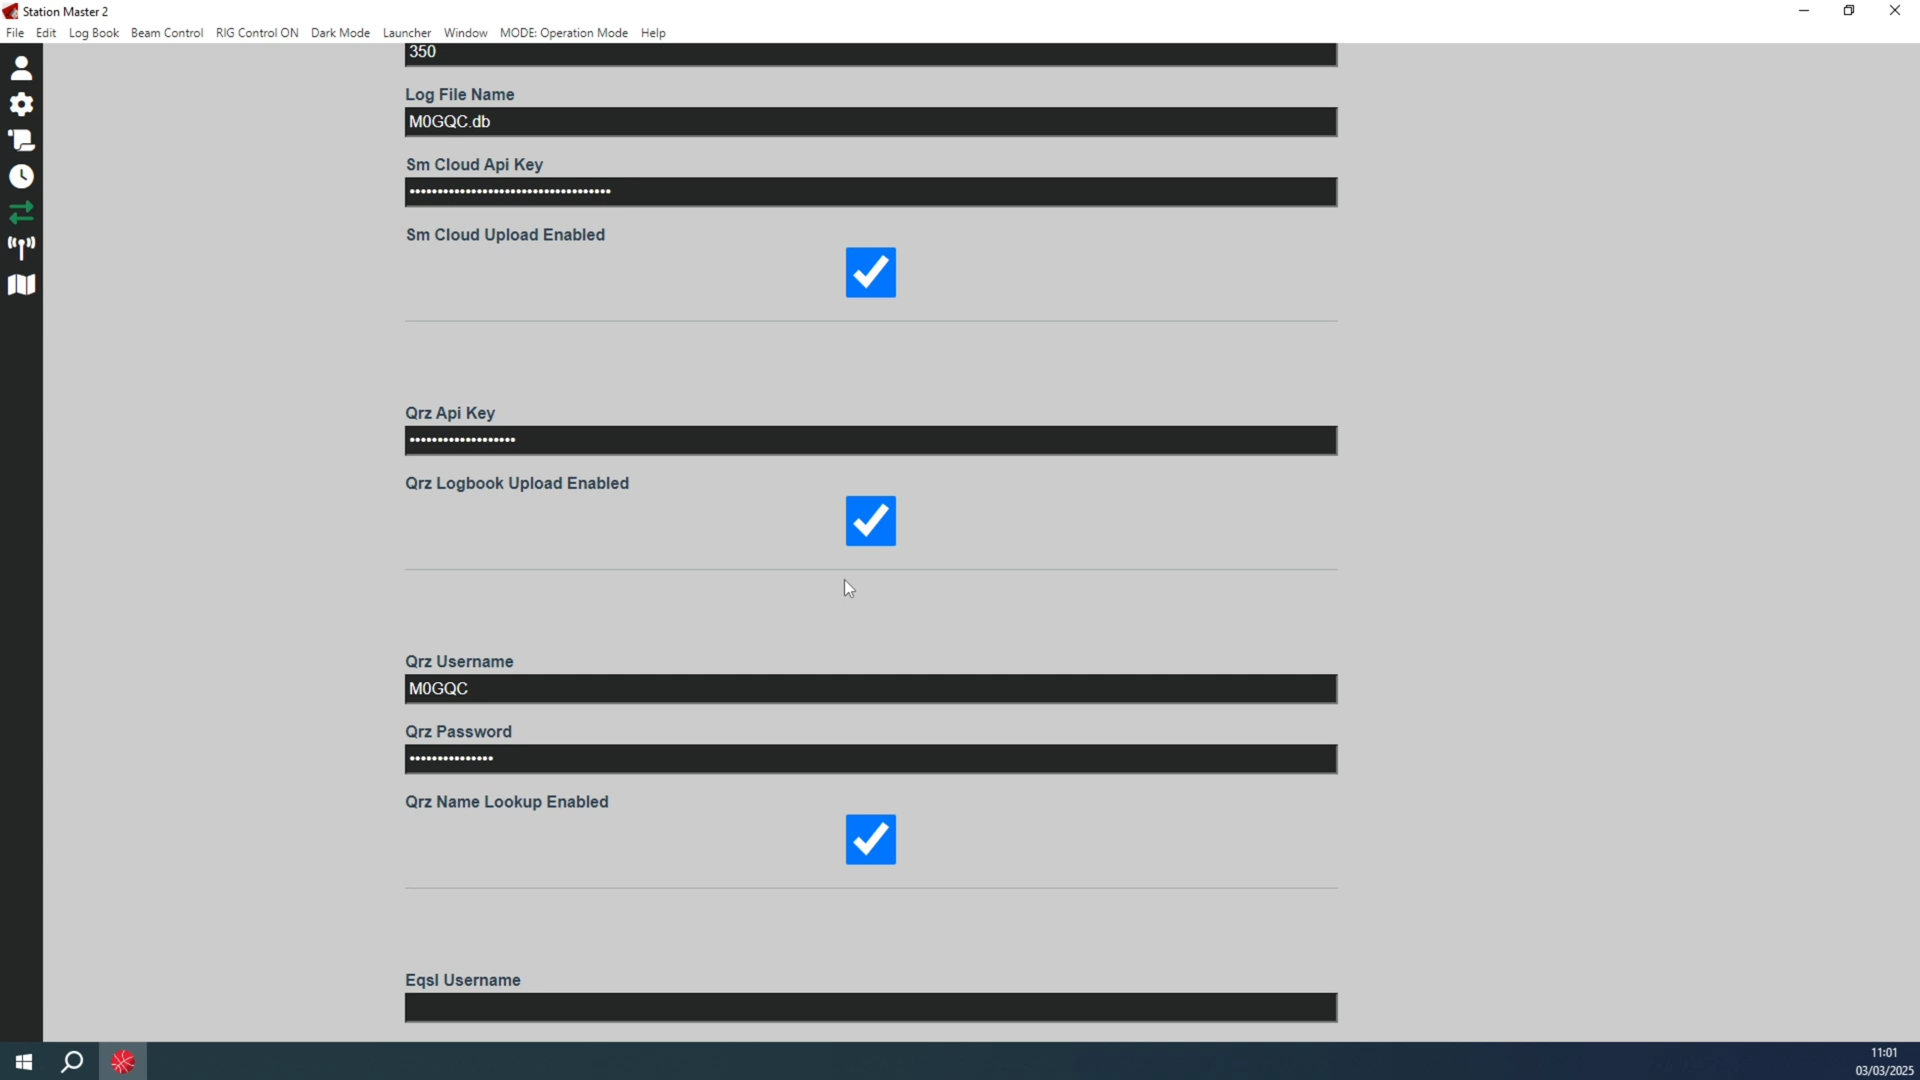 Station Master 2
File Edit Log Book Beam Control RIG Control ON Dark Mode Launcher Window MODE: Operation Mode Help
350
Log File Name
M0GQC.db
Sm Cloud Api Key
Sm Cloud Upload Enabled
Qrz Api Key
Qrz Logbook Upload Enabled
Qrz Username
M0GQC
Qrz Password
Qrz Name Lookup Enabled
Eqsl Username
11:01
03/03/2025